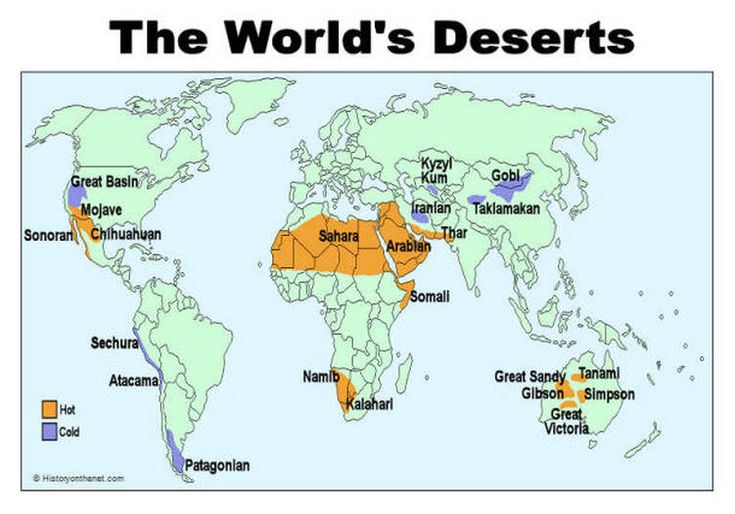 The World's Deserts
Great Basin
Mojave
Sonoran
Chihuahuan
Kyzyl
Kum
Gobi
Iranian
Taklamakan
Sahara
Arabian
Thar
Somali
Sechura
Atacama
Namib
Kalahari
Great Sandy
Tanami
Gibson
Simpson
Great
Victoria
Patagonian
Hot
Cold
© Historyonthenet.com